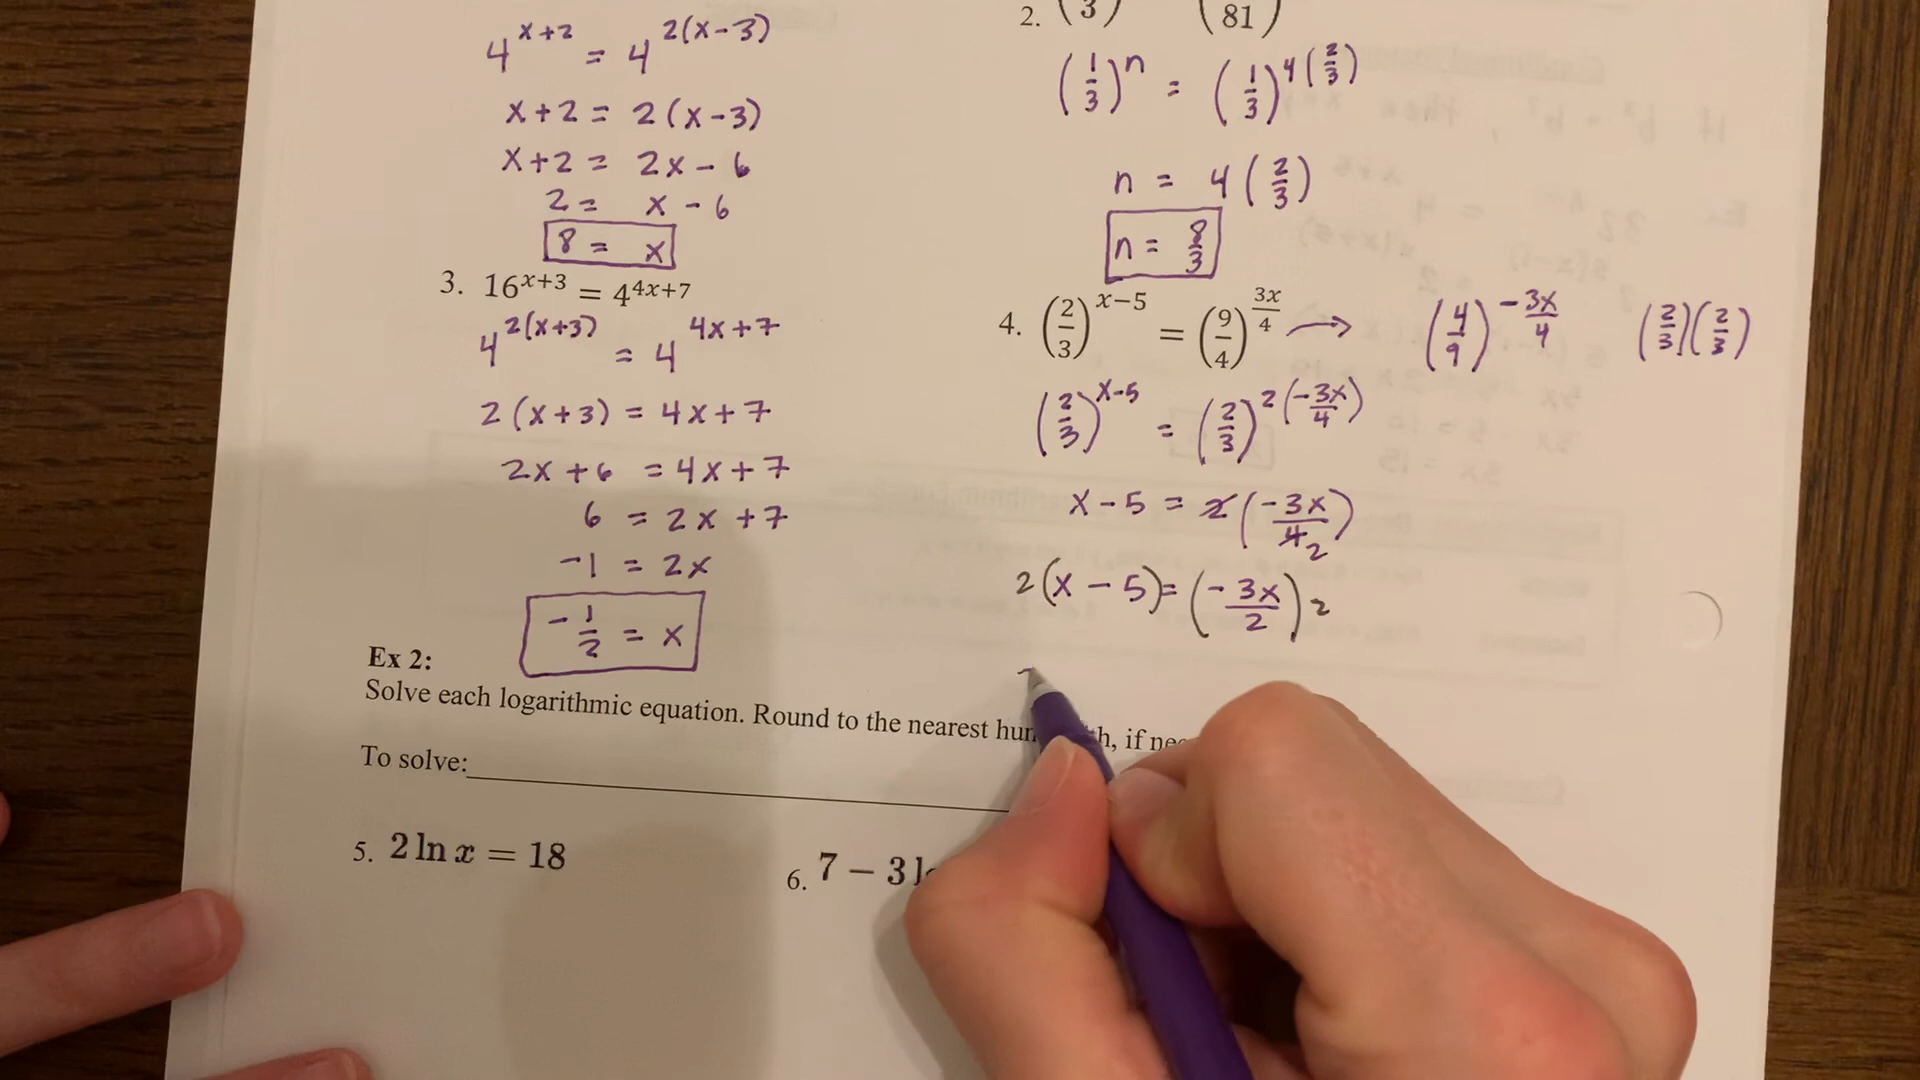 4^{x+2} = 4^{2(x-3)}
x+2 = 2(x-3)
x+2 = 2x - 6
2 = x - 6
8 = x
2. (3) (81)
(1/3)^n = (1/3)^{4(2/3)}
n = 4(2/3)
n = 8/3
3. 16^{x+3} = 4^{4x+7}
4^{2(x+3)} = 4^{4x+7}
2(x+3) = 4x+7
2x+6 = 4x+7
6 = 2x+7
-1 = 2x
-1/2 = x
4. (2/3)^{x-5} = (9/4)^{3x/4} → (4/9)^{-3x/4} (2/3)(2/3)
(2/3)^{x-5} = (2/3)^{2(-3x/4)}
x-5 = 2(-3x/4) 2
2(x-5) = (-3x/2)2
Ex 2:
Solve each logarithmic equation. Round to the nearest if
To solve:
5. 2 ln x = 18
6. 7 - 3